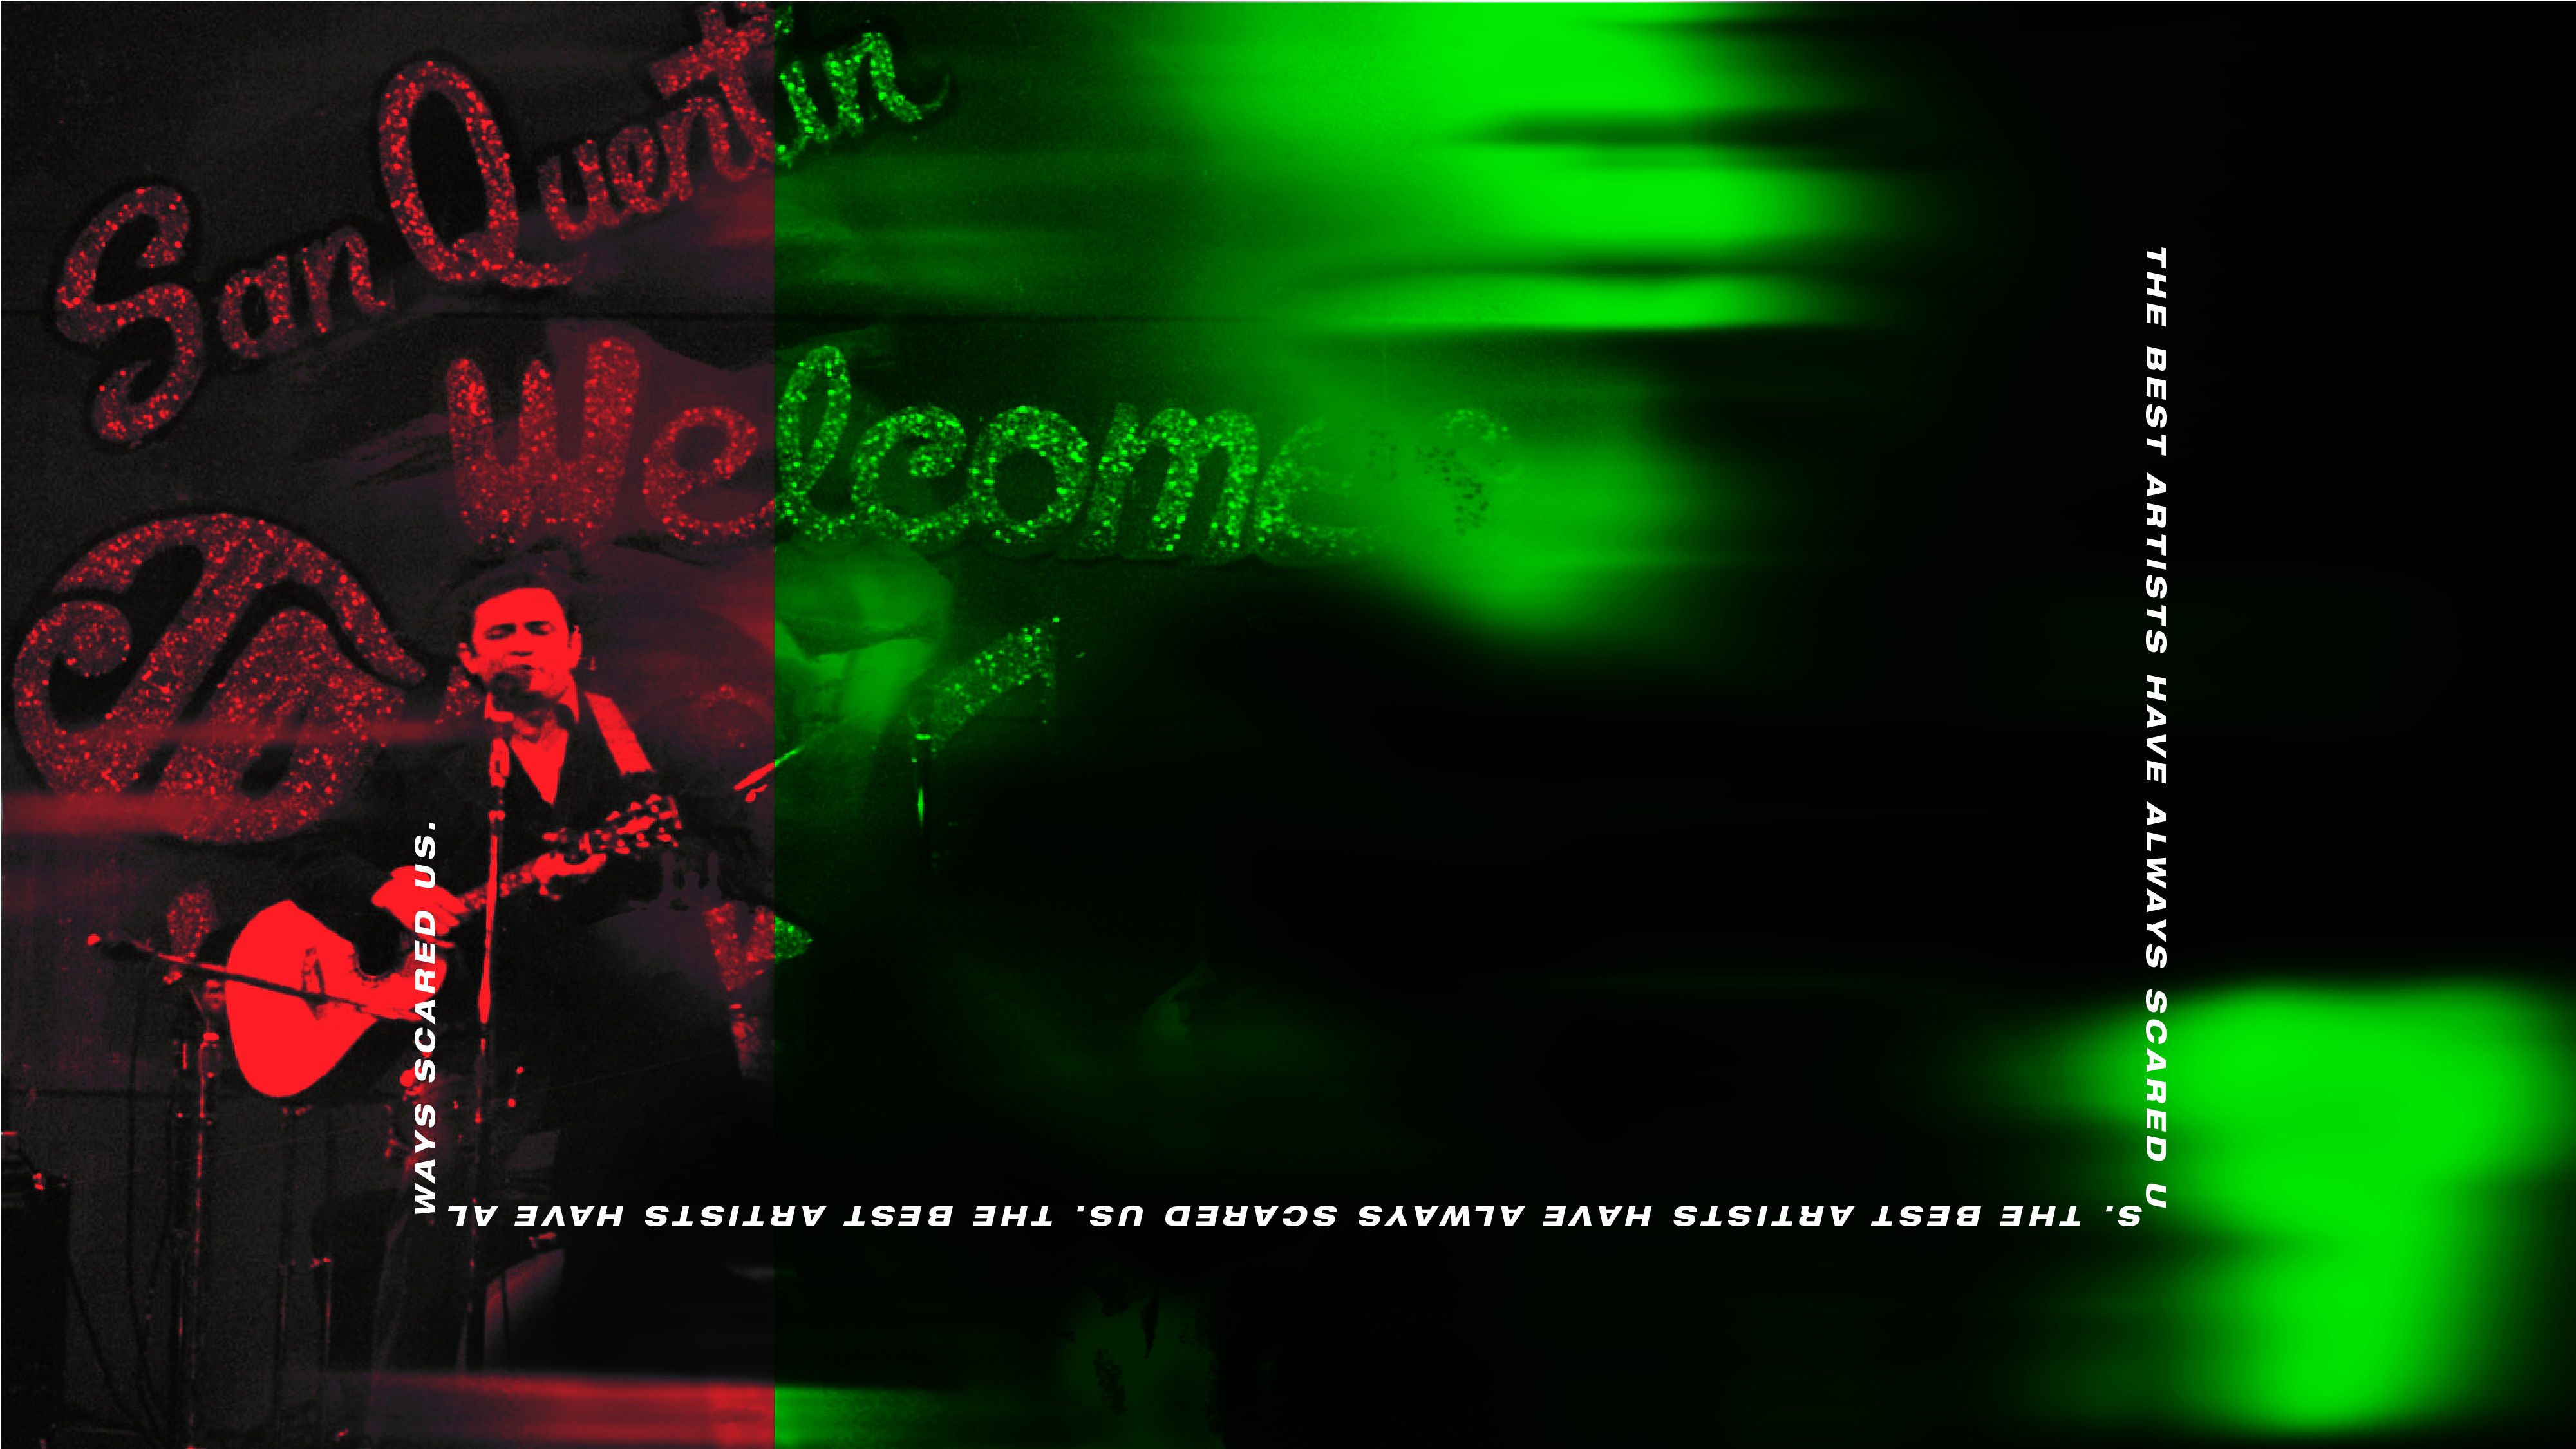 San Quentin
Welcomes
THE BEST ARTISTS HAVE ALWAYS SCARED U
S. THE BEST ARTISTS HAVE ALWAYS SCARED US. THE BEST ARTISTS HAVE AL
WAYS SCARED US.